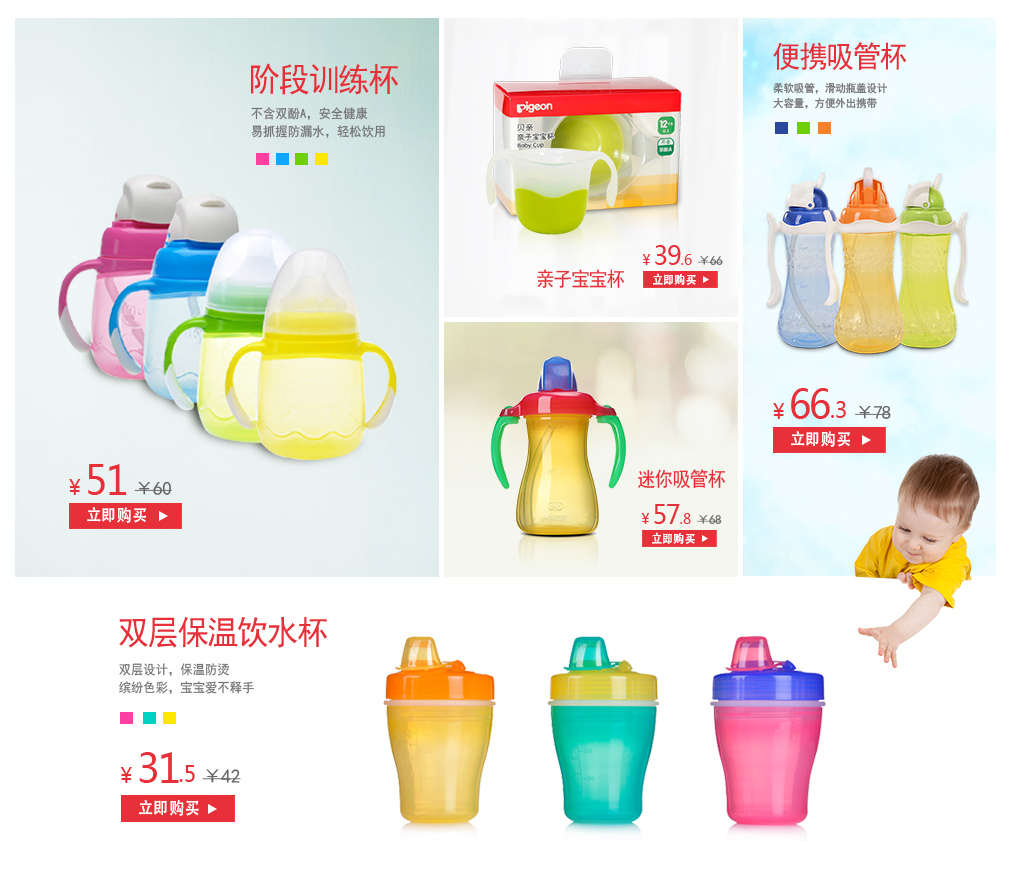 阶段训练杯
不含双酚A，安全健康
易抓握防漏水，轻松饮用
¥ 51 ￥60
立即购买
Pigeon
贝亲
亲子宝宝杯
Baby Cup
¥ 39.6 ￥66
亲子宝宝杯
立即购买
迷你吸管杯
¥ 57.8 ￥68
立即购买
便携吸管杯
柔软吸管，滑动瓶盖设计
大容量，方便外出携带
¥ 66.3 ￥78
立即购买
双层保温饮水杯
双层设计，保温防烫
缤纷色彩，宝宝爱不释手
¥ 31.5 ￥42
立即购买